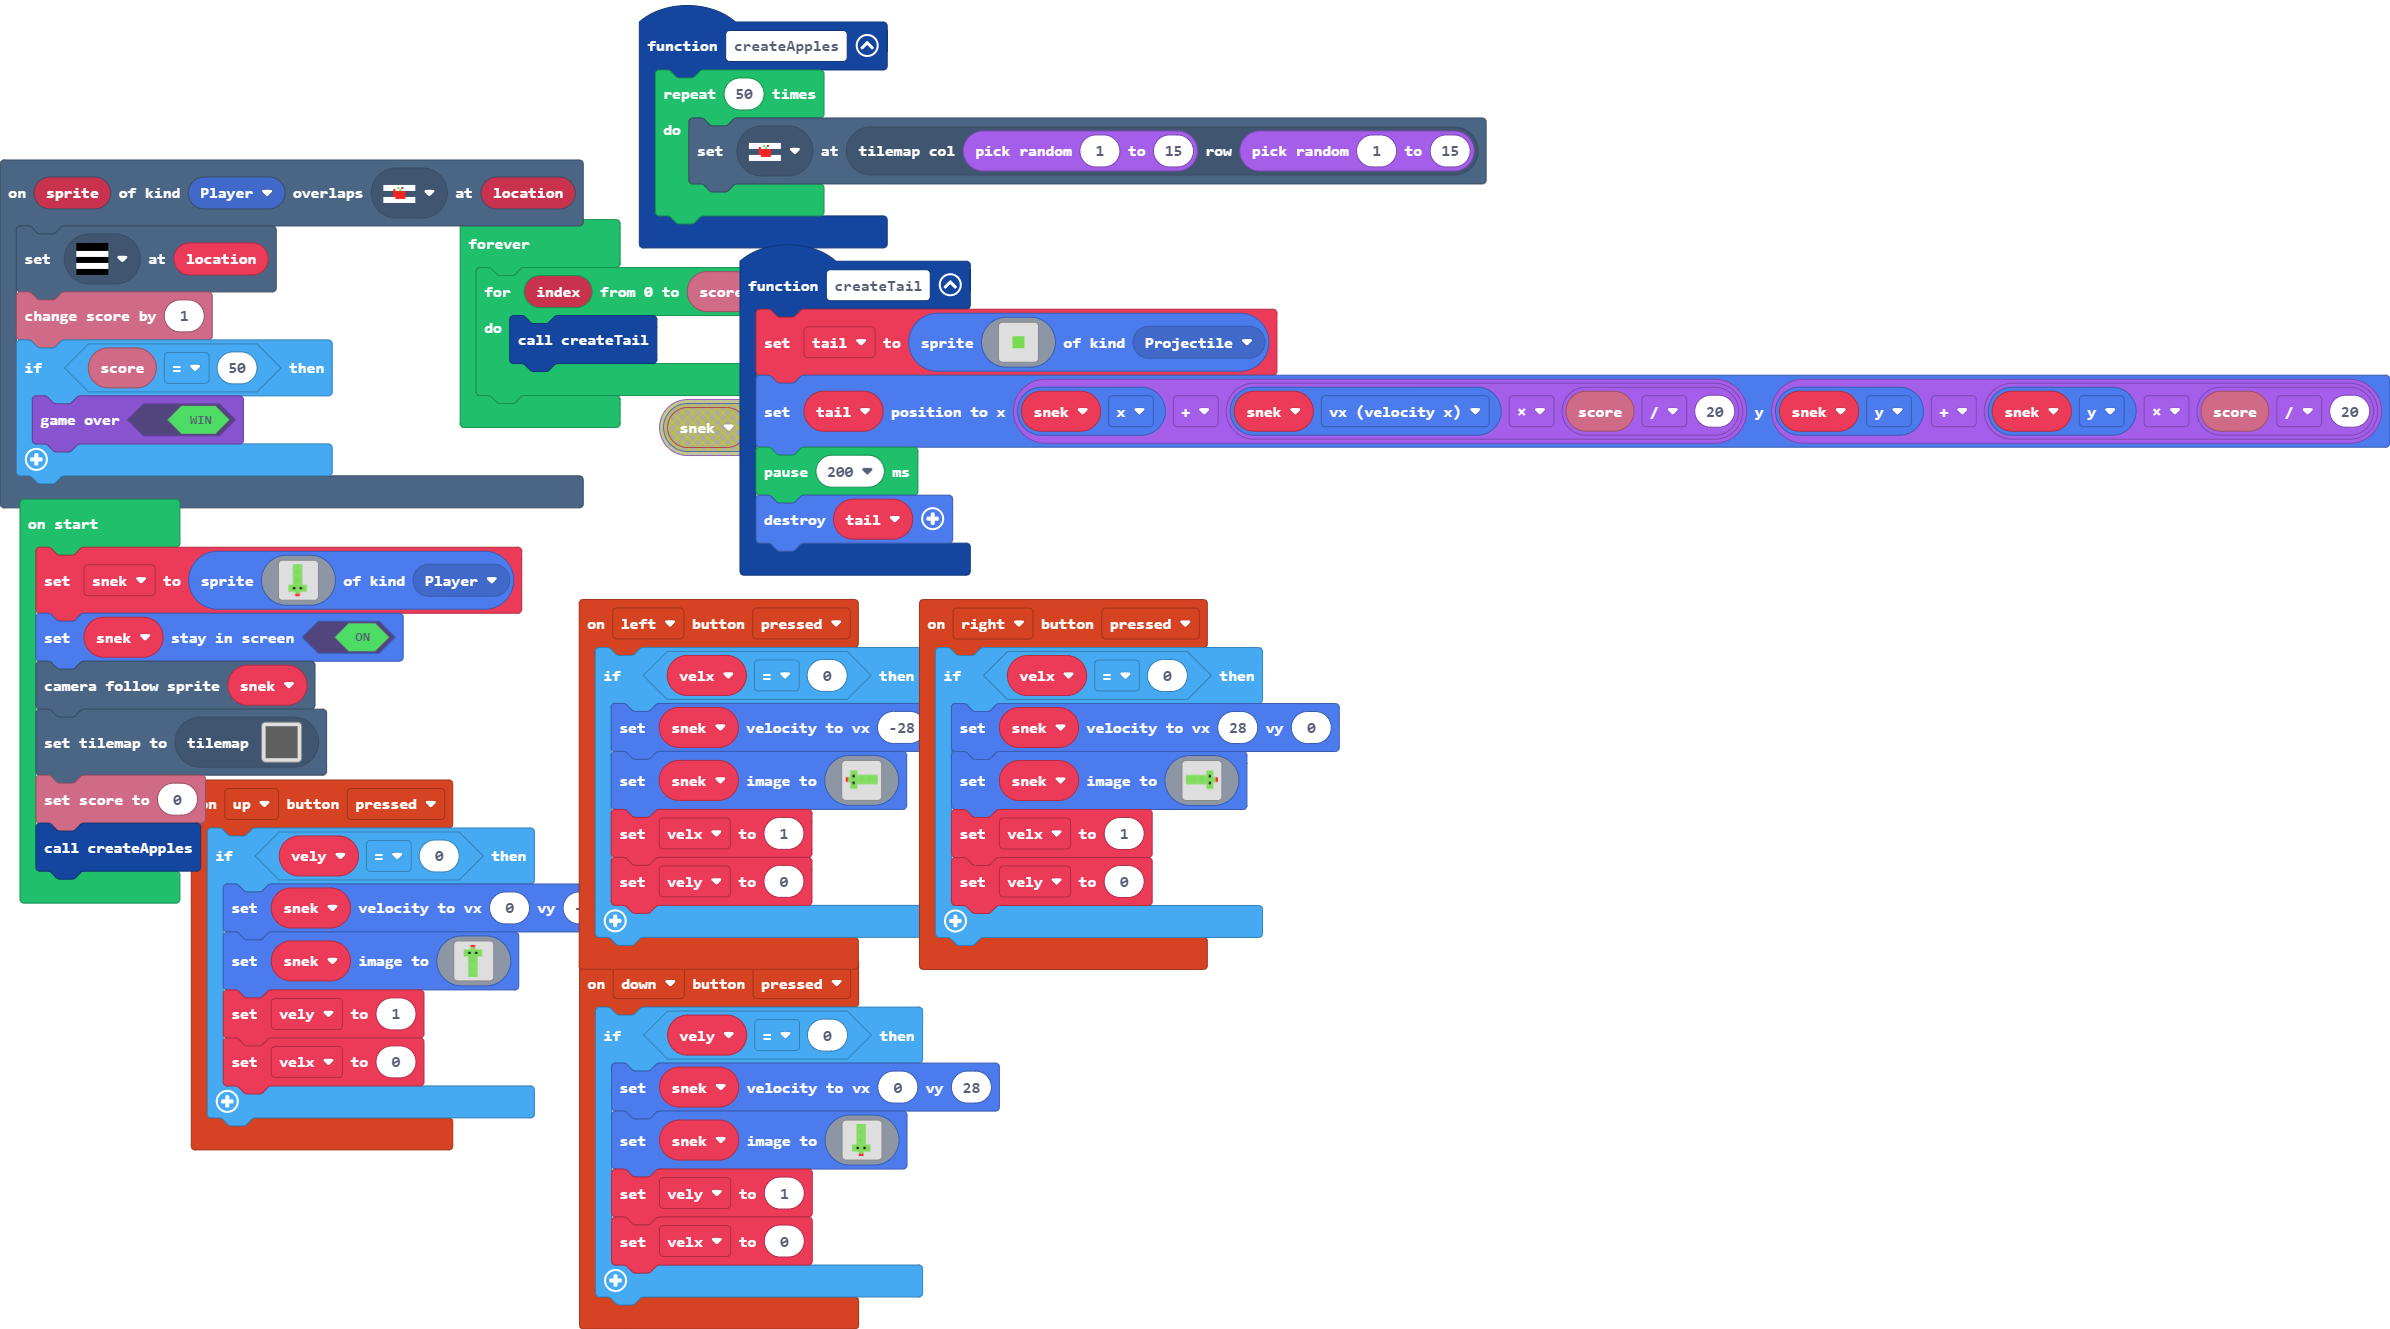 function createApples
repeat 50 times
do set at tilemap col pick random 1 to 15 row pick random 1 to 15
on sprite of kind Player overlaps at location
set at location
change score by 1
if score = 50 then
game over WIN
forever
for index from 0 to score
do call createTail
snek
function createTail
set tail to sprite of kind Projectile
set tail position to x snek x + snek vx (velocity x) × score / 20 y snek y + snek y × score / 20
pause 200 ms
destroy tail
on start
set snek to sprite of kind Player
set snek stay in screen ON
camera follow sprite snek
set tilemap to tilemap
set score to 0
call createApples
up button pressed
if vely = 0 then
set snek velocity to vx 0 vy
set snek image to
set vely to 1
set velx to 0
on left button pressed
if velx = 0 then
set snek velocity to vx -28
set snek image to
set velx to 1
set vely to 0
on right button pressed
if velx = 0 then
set snek velocity to vx 28 vy 0
set snek image to
set velx to 1
set vely to 0
on down button pressed
if vely = 0 then
set snek velocity to vx 0 vy 28
set snek image to
set vely to 1
set velx to 0